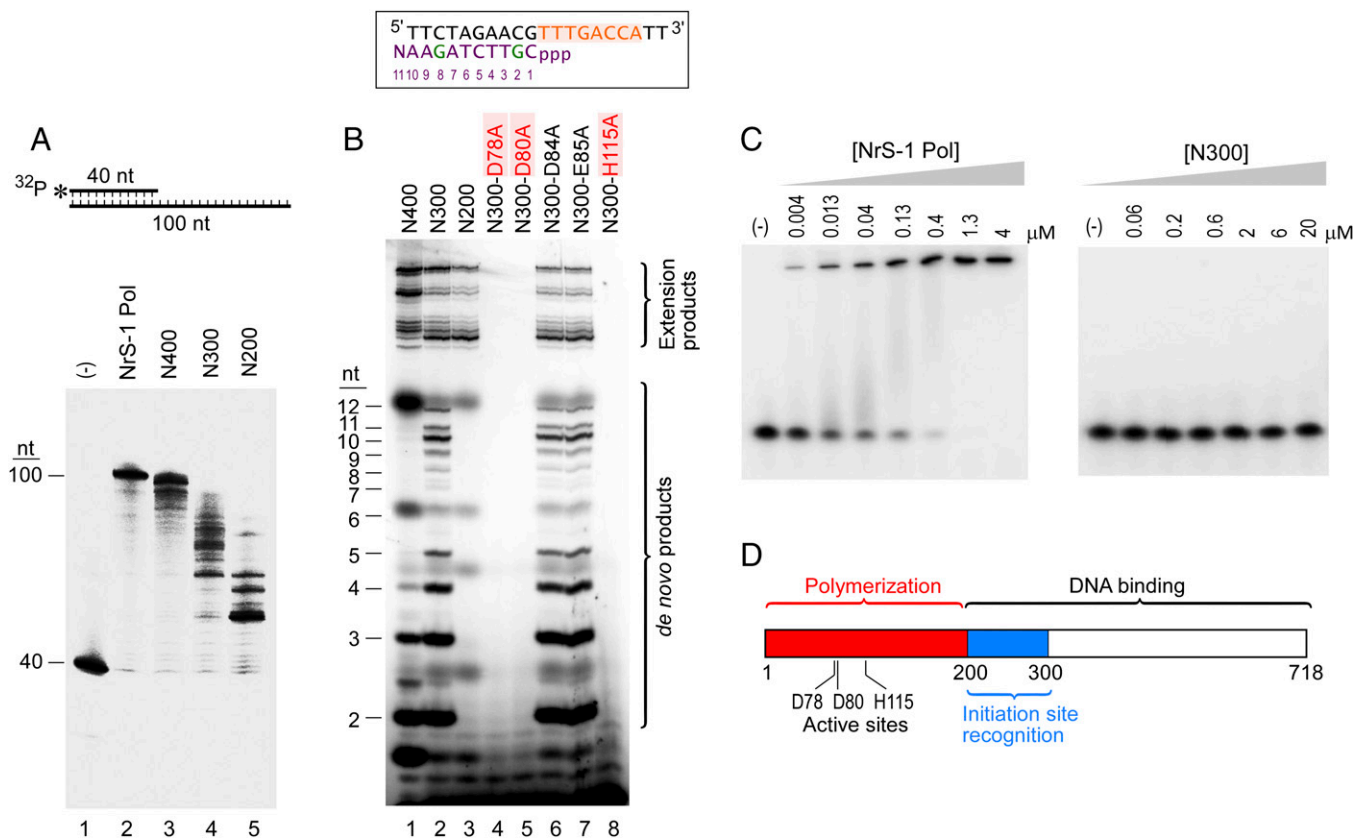 5' TTCTAGAACGTTTGACCATT 3'
NAAGATCTTGCppp
11 10 9 8 7 6 5 4 3 2 1
A
40 nt
32P *
100 nt
(-)
NrS-1 Pol
N400
N300
N200
nt
100
40
1 2 3 4 5
B
N400
N300
N200
N300-D78A
N300-D80A
N300-D84A
N300-E85A
N300-H115A
Extension
products
nt
12
11
10
9
8
7
6
5
4
3
2
de novo products
1 2 3 4 5 6 7 8
C
[NrS-1 Pol]
(-) 0.004 0.013 0.04 0.13 0.4 1.3 4 μM
[N300]
(-) 0.06 0.2 0.6 2 6 20 μM
D
Polymerization DNA binding
1 200 300 718
D78 D80 H115
Active sites
Initiation site
recognition